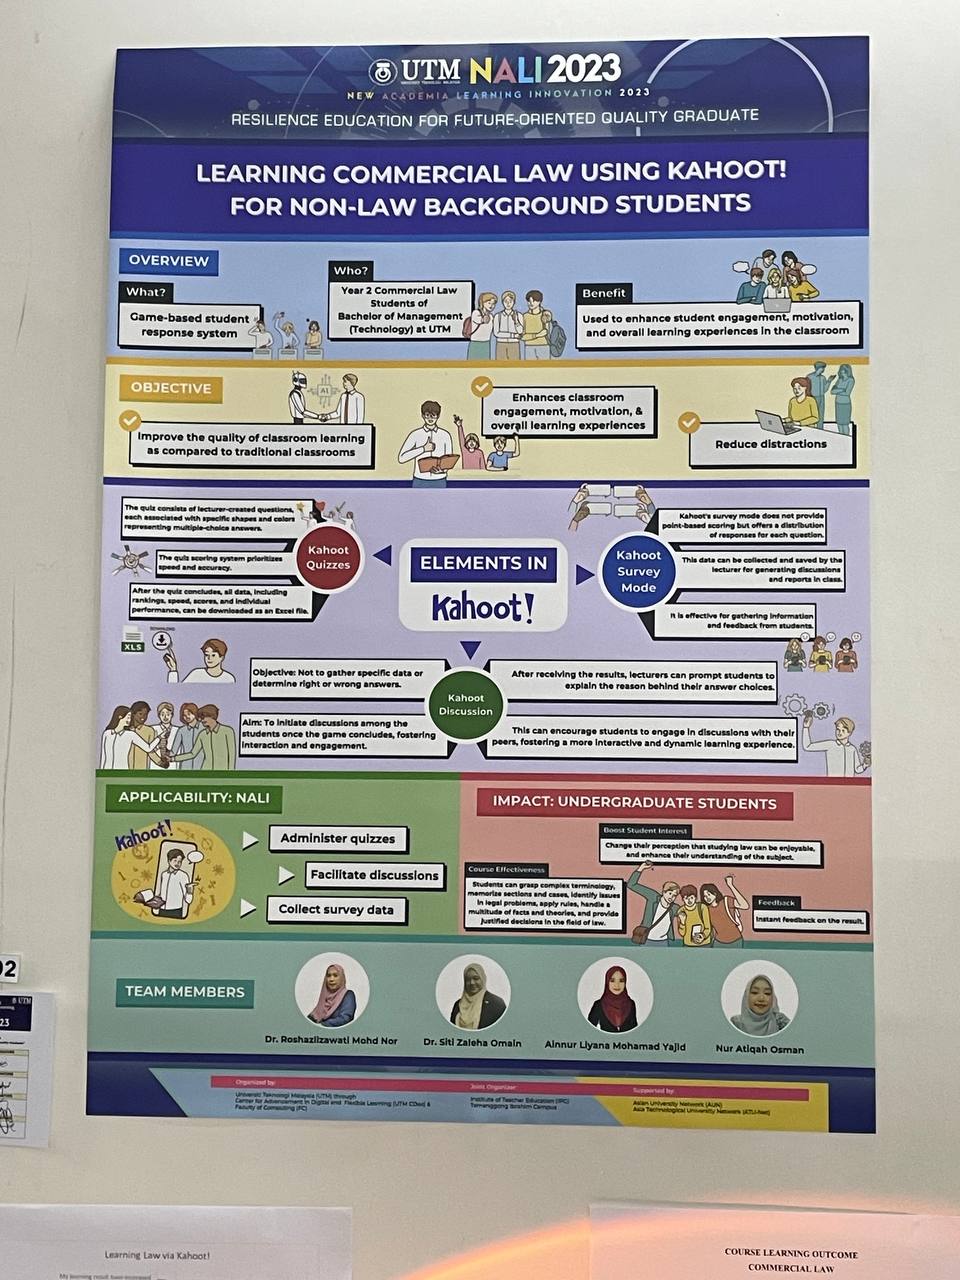 UTM NALI 2023
UNIVERSITI TEKNOLOGI MALAYSIA
NEW ACADEMIA LEARNING INNOVATION 2023
RESILIENCE EDUCATION FOR FUTURE-ORIENTED QUALITY GRADUATE
LEARNING COMMERCIAL LAW USING KAHOOT!
FOR NON-LAW BACKGROUND STUDENTS
OVERVIEW
What?
Game-based student
response system
Who?
Year 2 Commercial Law
Students of
Bachelor of Management
(Technology) at UTM
Benefit
Used to enhance student engagement, motivation,
and overall learning experiences in the classroom
OBJECTIVE
AI
Improve the quality of classroom learning
as compared to traditional classrooms
Enhances classroom
engagement, motivation, &
overall learning experiences
Reduce distractions
The quiz consists of lecturer-created questions,
each associated with specific shapes and colors
representing multiple-choice answers.
The quiz scoring system prioritizes
speed and accuracy.
After the quiz concludes, all data, including
rankings, speed, scores, and individual
performance, can be downloaded as an Excel file.
Kahoot
Quizzes
XLS
DOWNLOAD
ELEMENTS IN
Kahoot!
Kahoot
Survey
Mode
Kahoot's survey mode does not provide
point-based scoring but offers a distribution
of responses for each question.
This data can be collected and saved by the
lecturer for generating discussions
and reports in class.
It is effective for gathering information
and feedback from students.
Objective: Not to gather specific data or
determine right or wrong answers.
Aim: To initiate discussions among the
students once the game concludes, fostering
interaction and engagement.
Kahoot
Discussion
After receiving the results, lecturers can prompt students to
explain the reason behind their answer choices.
This can encourage students to engage in discussions with their
peers, fostering a more interactive and dynamic learning experience.
APPLICABILITY: NALI
Kahoot!
Administer quizzes
Facilitate discussions
Collect survey data
IMPACT: UNDERGRADUATE STUDENTS
Boost Student Interest
Change their perception that studying law can be enjoyable,
and enhance their understanding of the subject.
Course Effectiveness
Students can grasp complex terminology,
memorize sections and cases, identify issues
in legal problems, apply rules, handle a
multitude of facts and theories, and provide
justified decisions in the field of law.
Feedback
Instant feedback on the result.
TEAM MEMBERS
Dr. Roshazlizawati Mohd Nor
Dr. Siti Zaleha Omain
Ainnur Liyana Mohamad Yajid
Nur Atiqah Osman
Organized by:
Universiti Teknologi Malaysia (UTM) through
Center for Advancement in Digital and Flexible Learning (UTM CDex) &
Faculty of Computing (FC)
Joint Organizer:
Institute of Teacher Education (IPG)
Temenggong Ibrahim Campus
Supported by:
Asian University Network (AUN)
Asia Technological University Network (ATU-Net)
02
UTM
23
Learning Law via Kahoot!
My learning result have increased
COURSE LEARNING OUTCOME
COMMERCIAL LAW